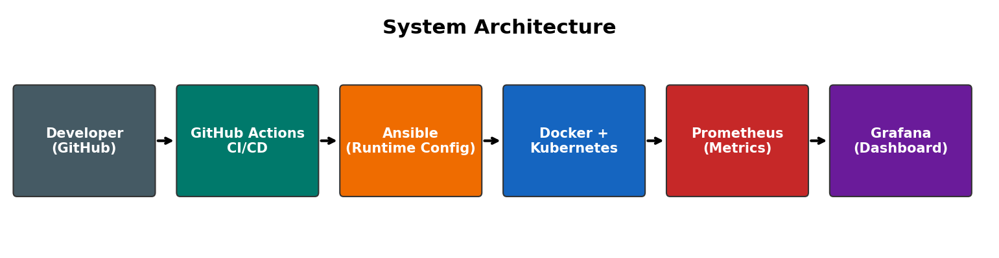 System Architecture
Developer
(GitHub)
GitHub Actions
CI/CD
Ansible
(Runtime Config)
Docker +
Kubernetes
Prometheus
(Metrics)
Grafana
(Dashboard)